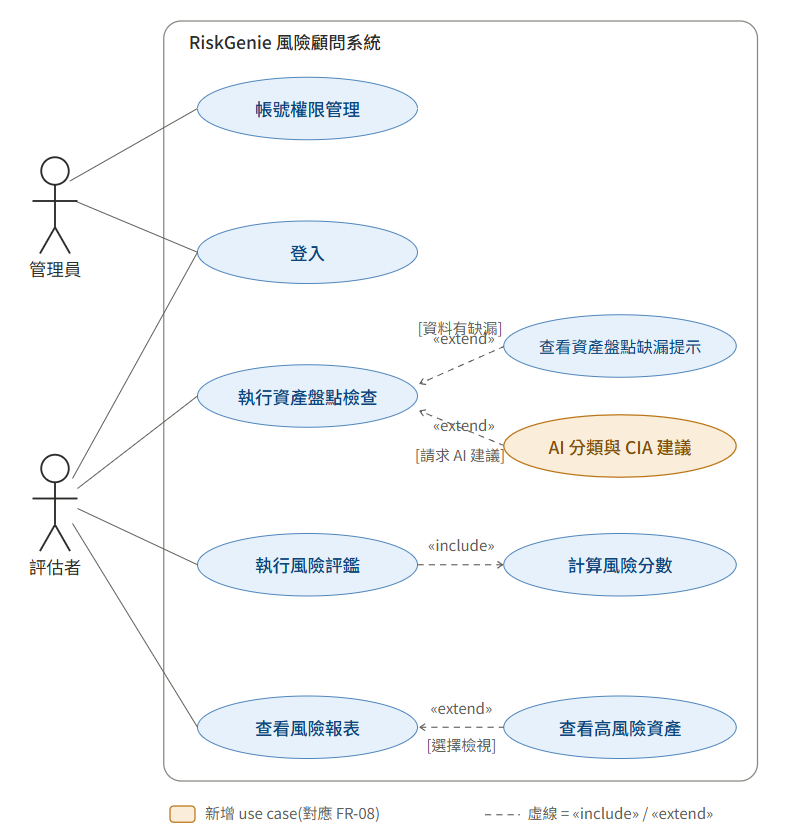 RiskGenie 風險顧問系統
帳號權限管理
管理員
登入
[資料有缺漏]
«extend»
查看資產盤點缺漏提示
執行資產盤點檢查
«extend»
AI 分類與 CIA 建議
[請求 AI 建議]
評估者
執行風險評鑑
«include»
計算風險分數
«extend»
查看風險報表
查看高風險資產
[選擇檢視]
新增 use case(對應 FR-08)
虛線 = «include» / «extend»